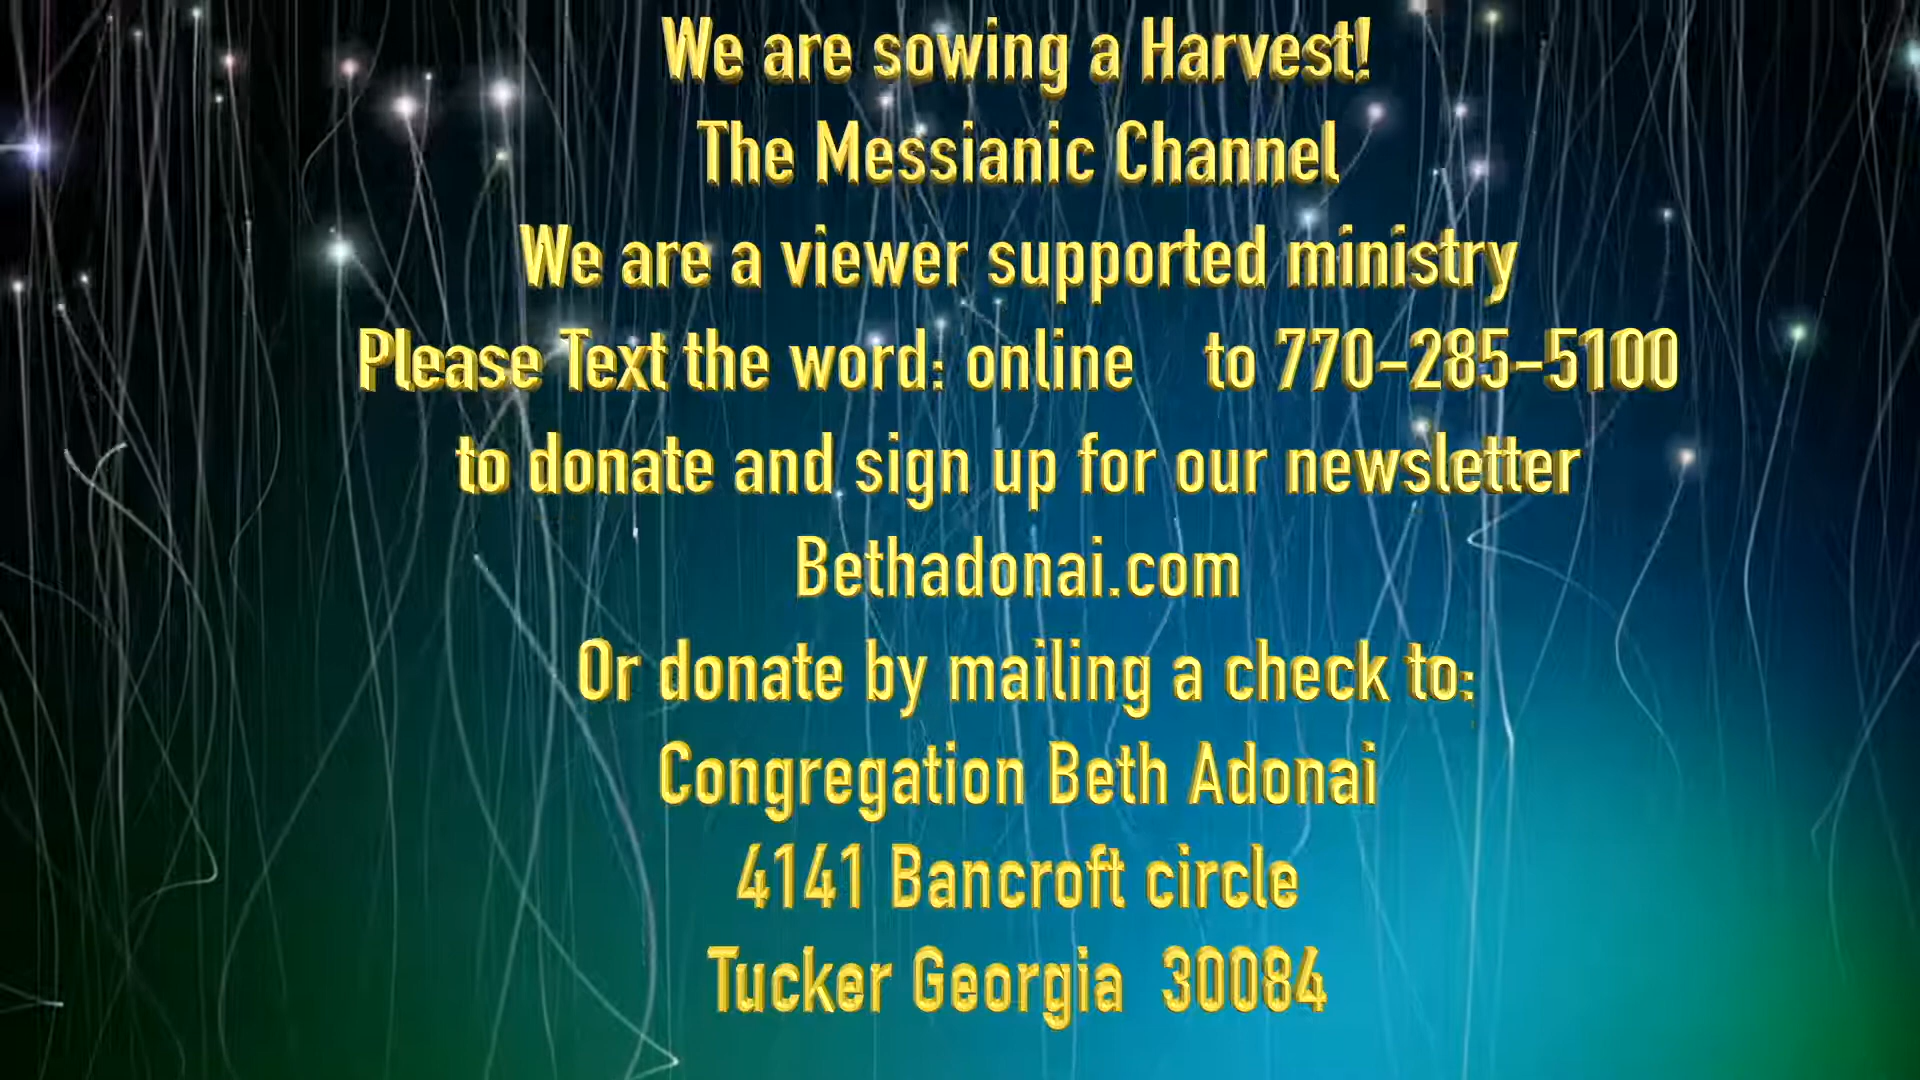 We are sowing a Harvest!
The Messianic Channel
We are a viewer supported ministry
Please Text the word: online to 770-285-5100
to donate and sign up for our newsletter
Bethadonai.com
Or donate by mailing a check to:
Congregation Beth Adonai
4141 Bancroft circle
Tucker Georgia 30084